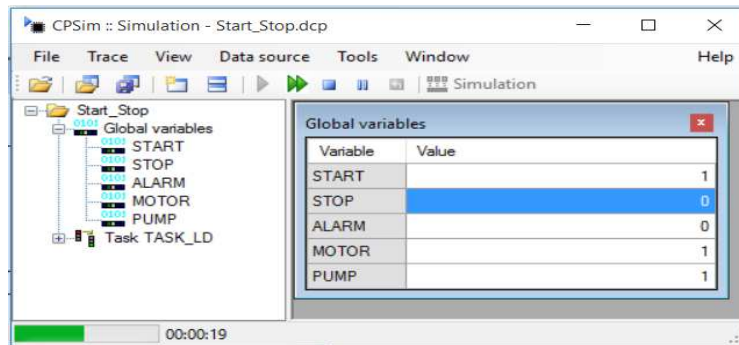 CPSim :: Simulation - Start_Stop.dcp
File Trace View Data source Tools Window Help
Simulation
Start_Stop
Global variables
START
STOP
ALARM
MOTOR
PUMP
Task TASK_LD
Global variables
Variable Value
START 1
STOP 0
ALARM 0
MOTOR 1
PUMP 1
00:00:19